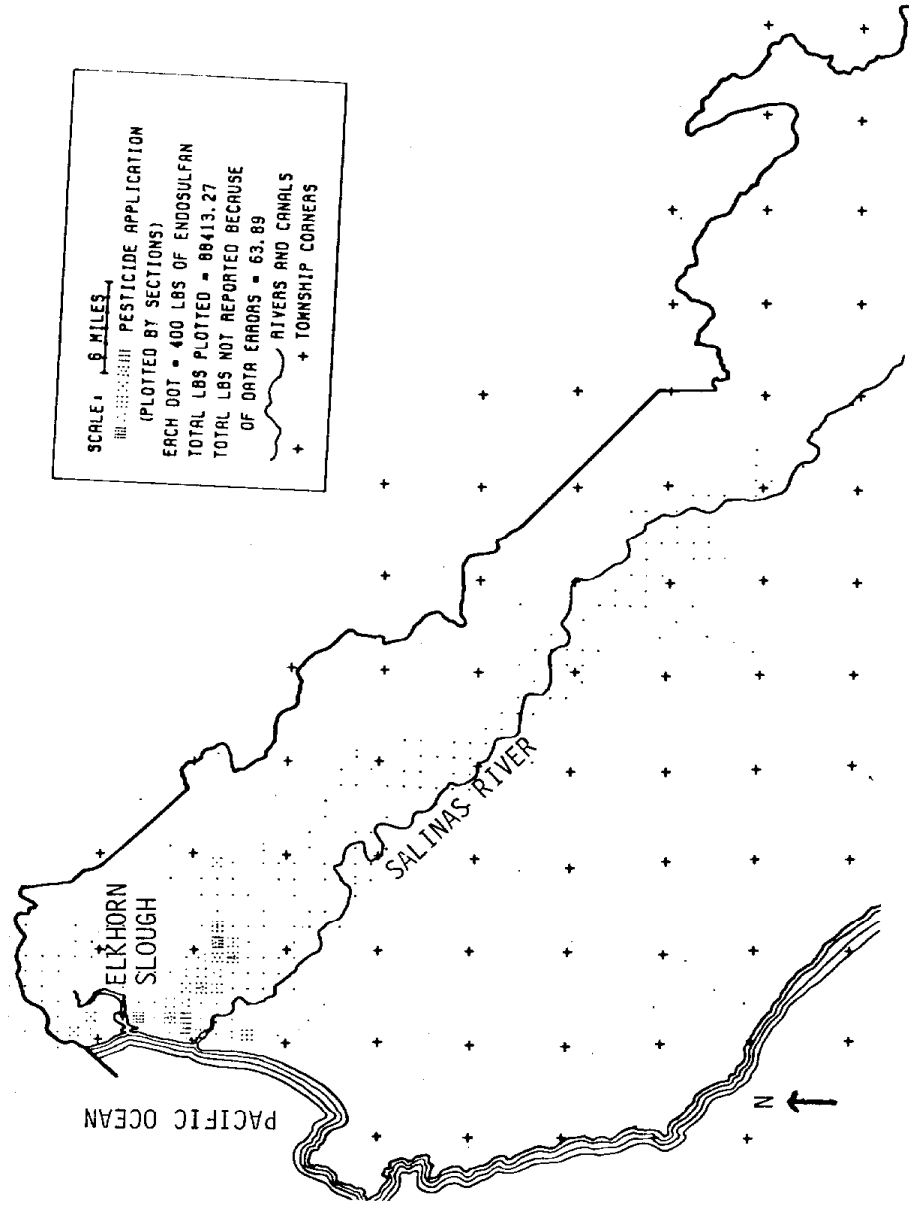 SCALE: 6 MILES
PESTICIDE APPLICATION
(PLOTTED BY SECTIONS)
EACH DOT = 400 LBS OF ENDOSULFAN
TOTAL LBS PLOTTED = 88413.27
TOTAL LBS NOT REPORTED BECAUSE
OF DATA ERRORS = 63.89
RIVERS AND CANALS
+ TOWNSHIP CORNERS
ELKHORN
SLOUGH
PACIFIC OCEAN
SALINAS RIVER
N